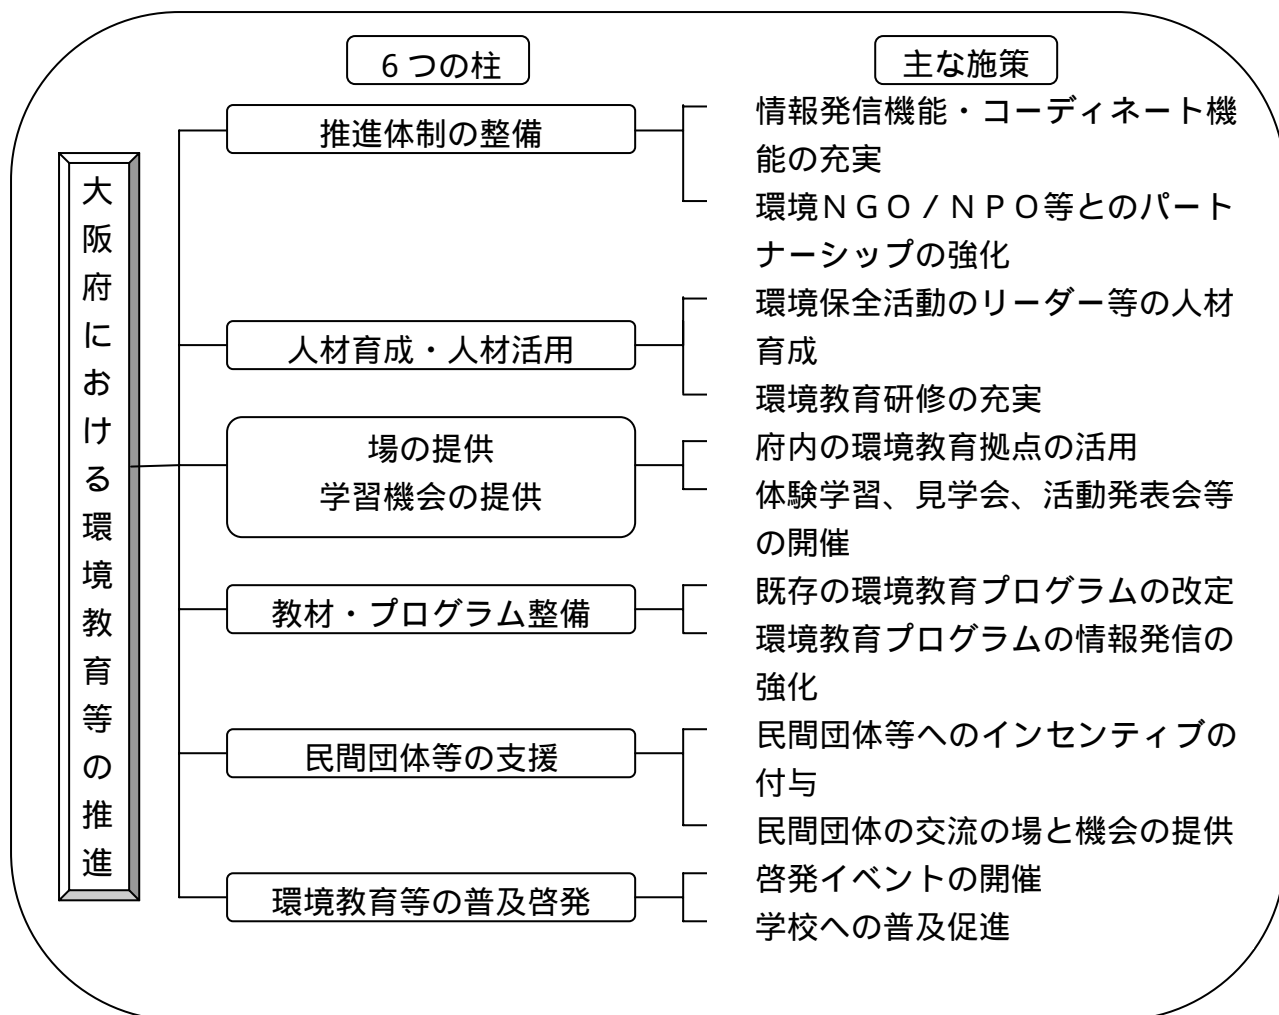 6つの柱
主な施策
大阪府における環境教育等の推進
推進体制の整備
情報発信機能・コーディネート機
能の充実
環境ＮＧＯ／ＮＰＯ等とのパート
ナーシップの強化
人材育成・人材活用
環境保全活動のリーダー等の人材
育成
環境教育研修の充実
場の提供
学習機会の提供
府内の環境教育拠点の活用
体験学習、見学会、活動発表会等
の開催
教材・プログラム整備
既存の環境教育プログラムの改定
環境教育プログラムの情報発信の
強化
民間団体等の支援
民間団体等へのインセンティブの
付与
民間団体の交流の場と機会の提供
環境教育等の普及啓発
啓発イベントの開催
学校への普及促進